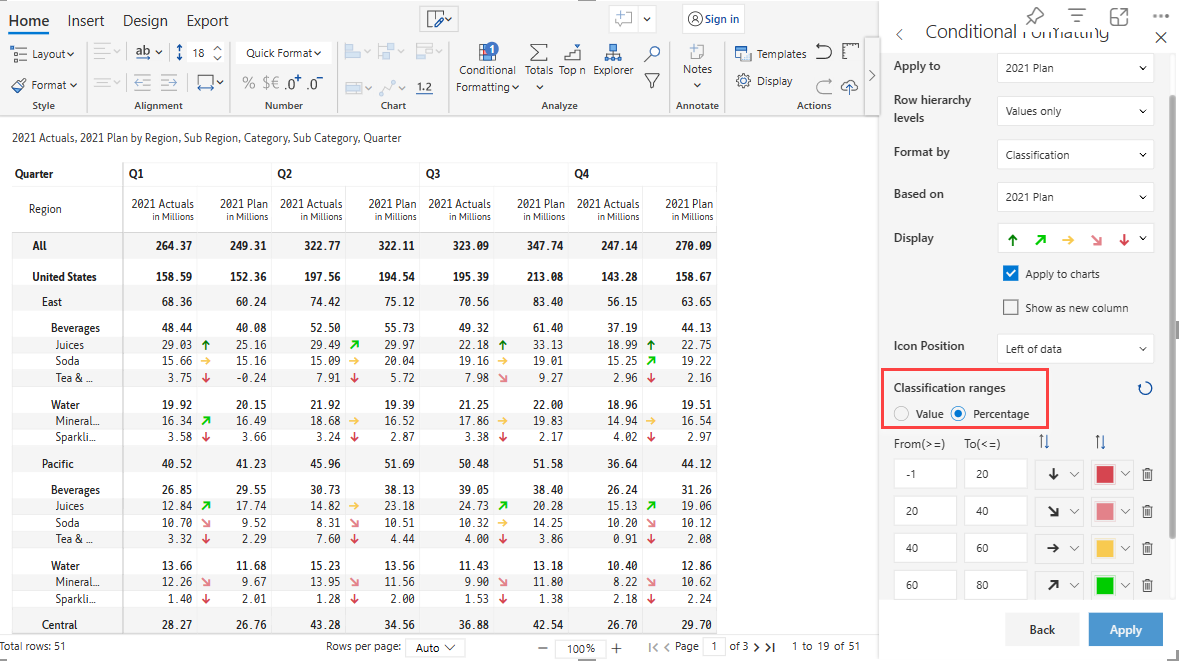 Home Insert Design Export
Sign in
Layout ab 18 Quick Format
Format % $€ .0+ .0- 1.2
Conditional Formatting 1 Totals Top n Explorer Notes Templates Display
Style Alignment Number Chart Analyze Annotate Actions
2021 Actuals, 2021 Plan by Region, Sub Region, Category, Sub Category, Quarter
Quarter Q1 Q2 Q3 Q4
Region 2021 Actuals 2021 Plan 2021 Actuals 2021 Plan 2021 Actuals 2021 Plan 2021 Actuals 2021 Plan
in Millions in Millions in Millions in Millions in Millions in Millions in Millions in Millions
All 264.37 249.31 322.77 322.11 323.09 347.74 247.14 270.09
United States 158.59 152.36 197.56 194.54 195.39 213.08 143.28 158.67
East 68.36 60.24 74.42 75.12 70.56 83.40 56.15 63.65
Beverages 48.44 40.08 52.50 55.73 49.32 61.40 37.19 44.13
Juices 29.03 ↑ 25.16 29.49 ↗ 29.97 22.18 ↑ 33.13 18.99 ↑ 22.75
Soda 15.66 → 15.16 15.09 → 20.04 19.16 → 19.01 15.25 ↗ 19.22
Tea & ... 3.75 ↓ -0.24 7.91 ↓ 5.72 7.98 ↘ 9.27 2.96 ↓ 2.16
Water 19.92 20.15 21.92 19.39 21.25 22.00 18.96 19.51
Mineral... 16.34 ↗ 16.49 18.68 → 16.52 17.86 → 19.83 14.94 → 16.54
Sparkli... 3.58 ↓ 3.66 3.24 ↓ 2.87 3.38 ↓ 2.17 4.02 ↓ 2.97
Pacific 40.52 41.23 45.96 51.69 50.48 51.58 36.64 44.12
Beverages 26.85 29.55 30.73 38.13 39.05 38.40 26.24 31.26
Juices 12.84 ↗ 17.74 14.82 → 23.18 24.73 ↗ 20.28 15.13 ↗ 19.06
Soda 10.70 ↘ 9.52 8.31 ↘ 10.51 10.32 → 14.25 10.20 ↘ 10.12
Tea & ... 3.32 ↓ 2.29 7.60 ↓ 4.44 4.00 ↓ 3.86 0.91 ↓ 2.08
Water 13.66 11.68 15.23 13.56 11.43 13.18 10.40 12.86
Mineral... 12.26 ↘ 9.67 13.95 ↘ 11.56 9.90 ↘ 11.80 8.22 ↘ 10.62
Sparkli... 1.40 ↓ 2.01 1.28 ↓ 2.00 1.53 ↓ 1.38 2.18 ↓ 2.24
Central 28.27 26.76 43.28 34.56 36.88 42.54 26.70 29.70
Total rows: 51 Rows per page: Auto − 100% + Page 1 of 3 1 to 19 of 51
Conditional Formatting
Apply to 2021 Plan
Row hierarchy levels Values only
Format by Classification
Based on 2021 Plan
Display ↑ ↗ → ↘ ↓
Apply to charts
Show as new column
Icon Position Left of data
Classification ranges
Value Percentage
From(>=) To(<=)
-1 20 ↓
20 40 ↘
40 60 →
60 80 ↗
Back Apply